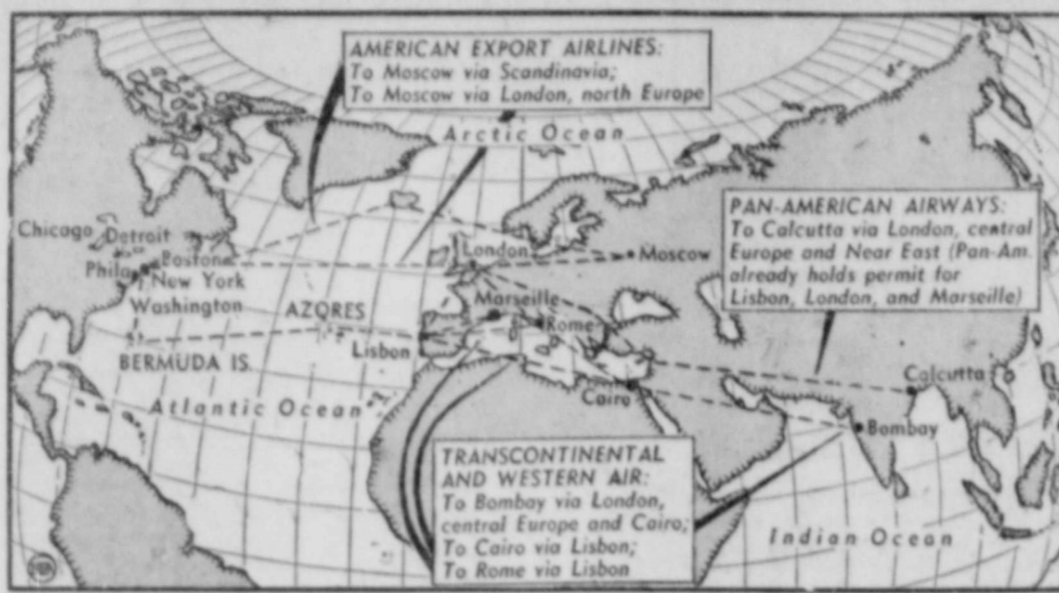 AMERICAN EXPORT AIRLINES:
To Moscow via Scandinavia;
To Moscow via London, north Europe
Arctic Ocean
PAN-AMERICAN AIRWAYS:
To Calcutta via London, central
Europe and Near East (Pan-Am.
already holds permit for
Lisbon, London, and Marseille)
Chicago
Detroit
Boston
Phila
New York
Washington
London
Moscow
Marseille
AZORES
Rome
Lisbon
BERMUDA IS.
Calcutta
Cairo
Atlantic Ocean
Bombay
TRANSCONTINENTAL
AND WESTERN AIR:
To Bombay via London,
central Europe and Cairo;
To Cairo via Lisbon;
To Rome via Lisbon
Indian Ocean